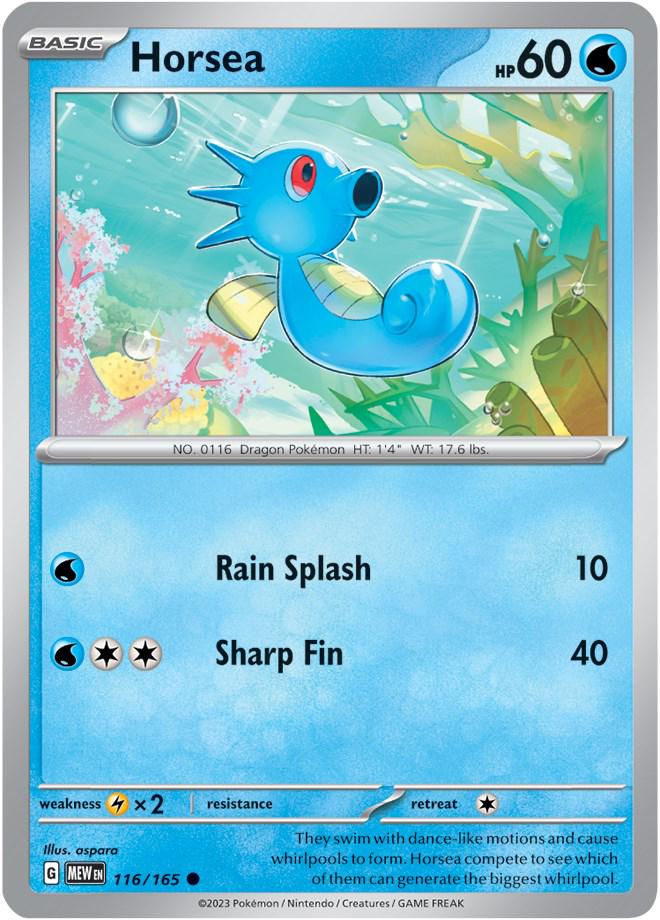 BASIC Horsea HP 60
NO. 0116 Dragon Pokémon HT: 1'4" WT: 17.6 lbs.
Rain Splash 10
Sharp Fin 40
weakness ×2 resistance retreat
Illus. aspara
They swim with dance-like motions and cause
whirlpools to form. Horsea compete to see which
of them can generate the biggest whirlpool.
G MEW EN 116/165
©2023 Pokémon / Nintendo / Creatures / GAME FREAK